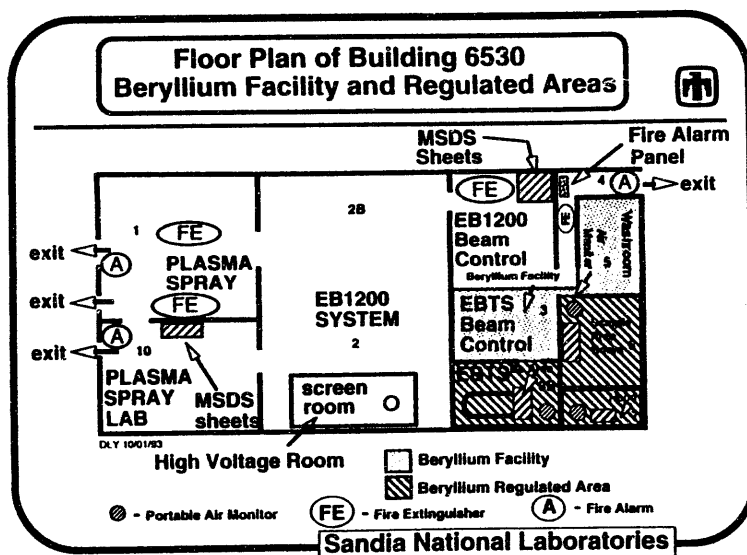 Floor Plan of Building 6530
Beryllium Facility and Regulated Areas
MSDS
Sheets
Fire Alarm
Panel
FE
4
A
exit
1
FE
2B
EB1200
Beam
Control
Beryllium Facility
FE
Washroom
Air
5
exit
A
PLASMA
SPRAY
exit
FE
EB1200
SYSTEM
2
EBTS
Beam
Control
3
A
exit
10
PLASMA
SPRAY
LAB
MSDS
sheets
screen
room
EBTS
DLY 10/01/93
High Voltage Room
Beryllium Facility
Beryllium Regulated Area
- Portable Air Monitor
FE - Fire Extinguisher
A - Fire Alarm
Sandia National Laboratories